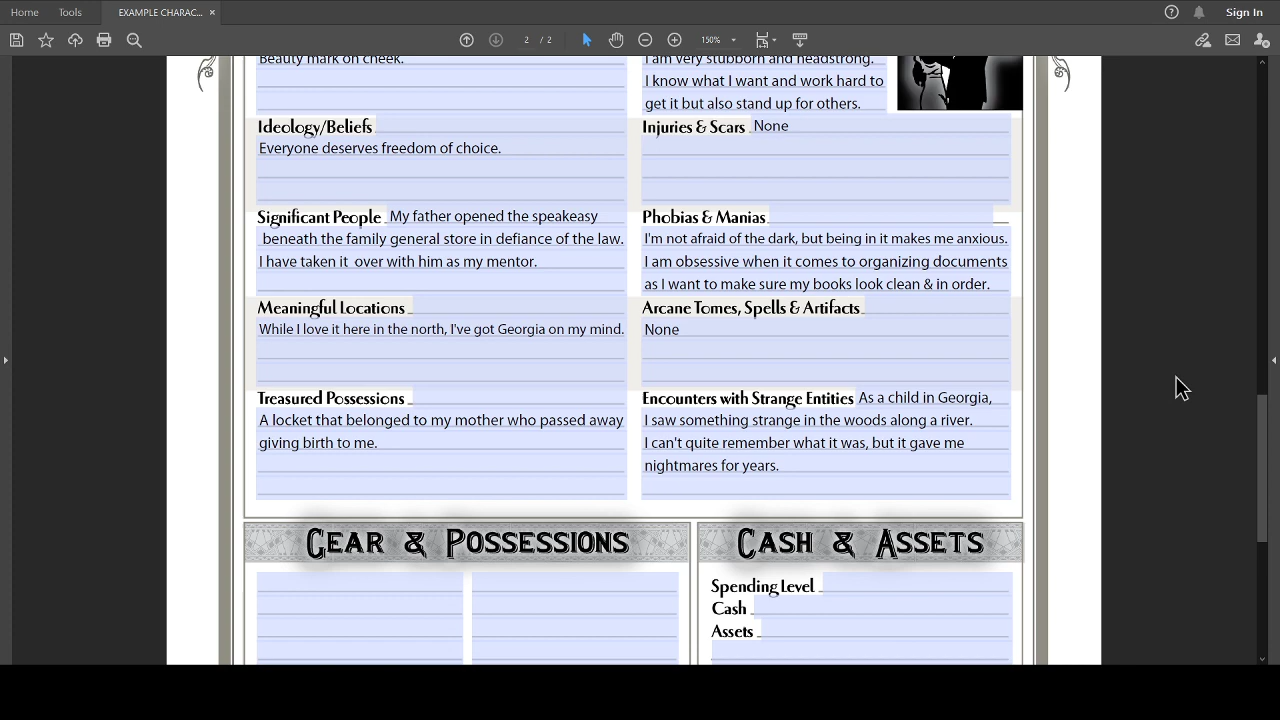 Home
Tools
EXAMPLE CHARAC...
×
Sign In
2 / 2
150%
Beauty mark on cheek.
I am very stubborn and headstrong.
I know what I want and work hard to
get it but also stand up for others.
Ideology/Beliefs
Everyone deserves freedom of choice.
Injuries & Scars None
Significant People My father opened the speakeasy
beneath the family general store in defiance of the law.
I have taken it over with him as my mentor.
Phobias & Manias
I'm not afraid of the dark, but being in it makes me anxious.
I am obsessive when it comes to organizing documents
as I want to make sure my books look clean & in order.
Meaningful Locations
While I love it here in the north, I've got Georgia on my mind.
Arcane Tomes, Spells & Artifacts
None
Treasured Possessions
A locket that belonged to my mother who passed away
giving birth to me.
Encounters with Strange Entities As a child in Georgia,
I saw something strange in the woods along a river.
I can't quite remember what it was, but it gave me
nightmares for years.
Gear & Possessions
Cash & Assets
Spending Level
Cash
Assets